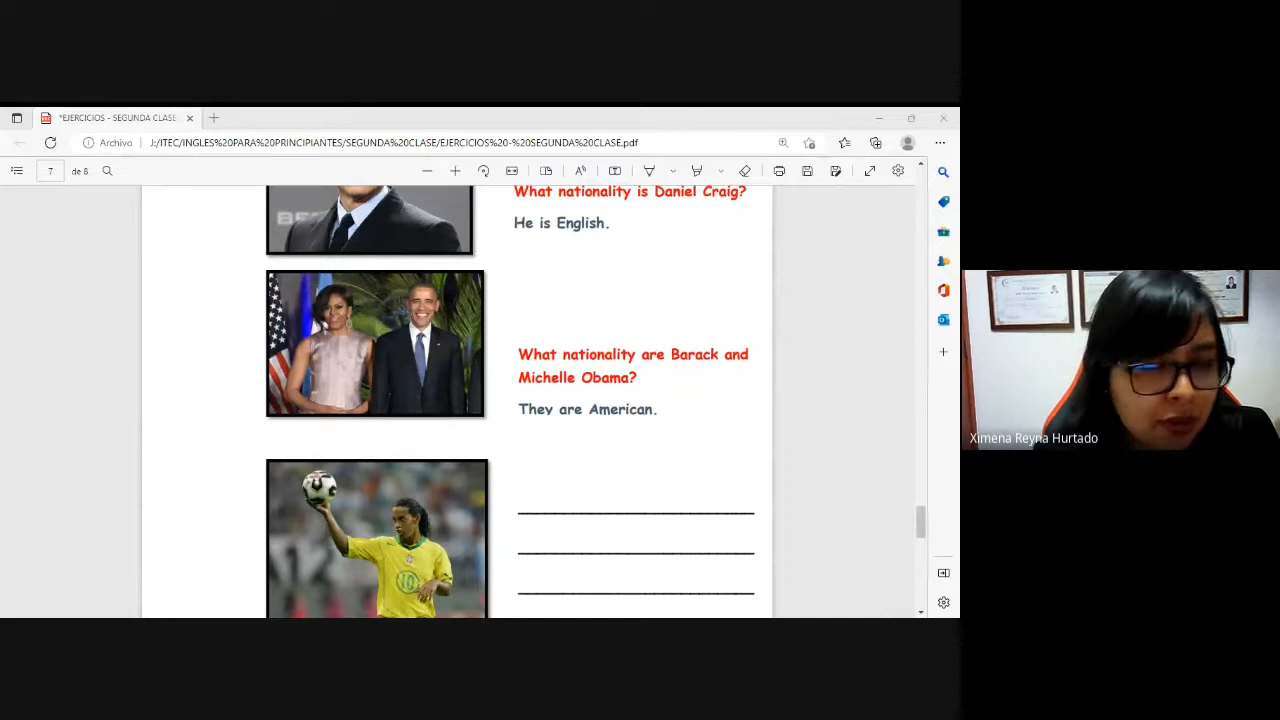 *EJERCICIOS - SEGUNDA CLASE
Archivo
J:/ITEC/INGLES%20PARA%20PRINCIPIANTES/SEGUNDA%20CLASE/EJERCICIOS%20-%20SEGUNDA%20CLASE.pdf
7
de 8
What nationality is Daniel Craig?
He is English.
What nationality are Barack and
Michelle Obama?
They are American.
10
Ximena Reyna Hurtado